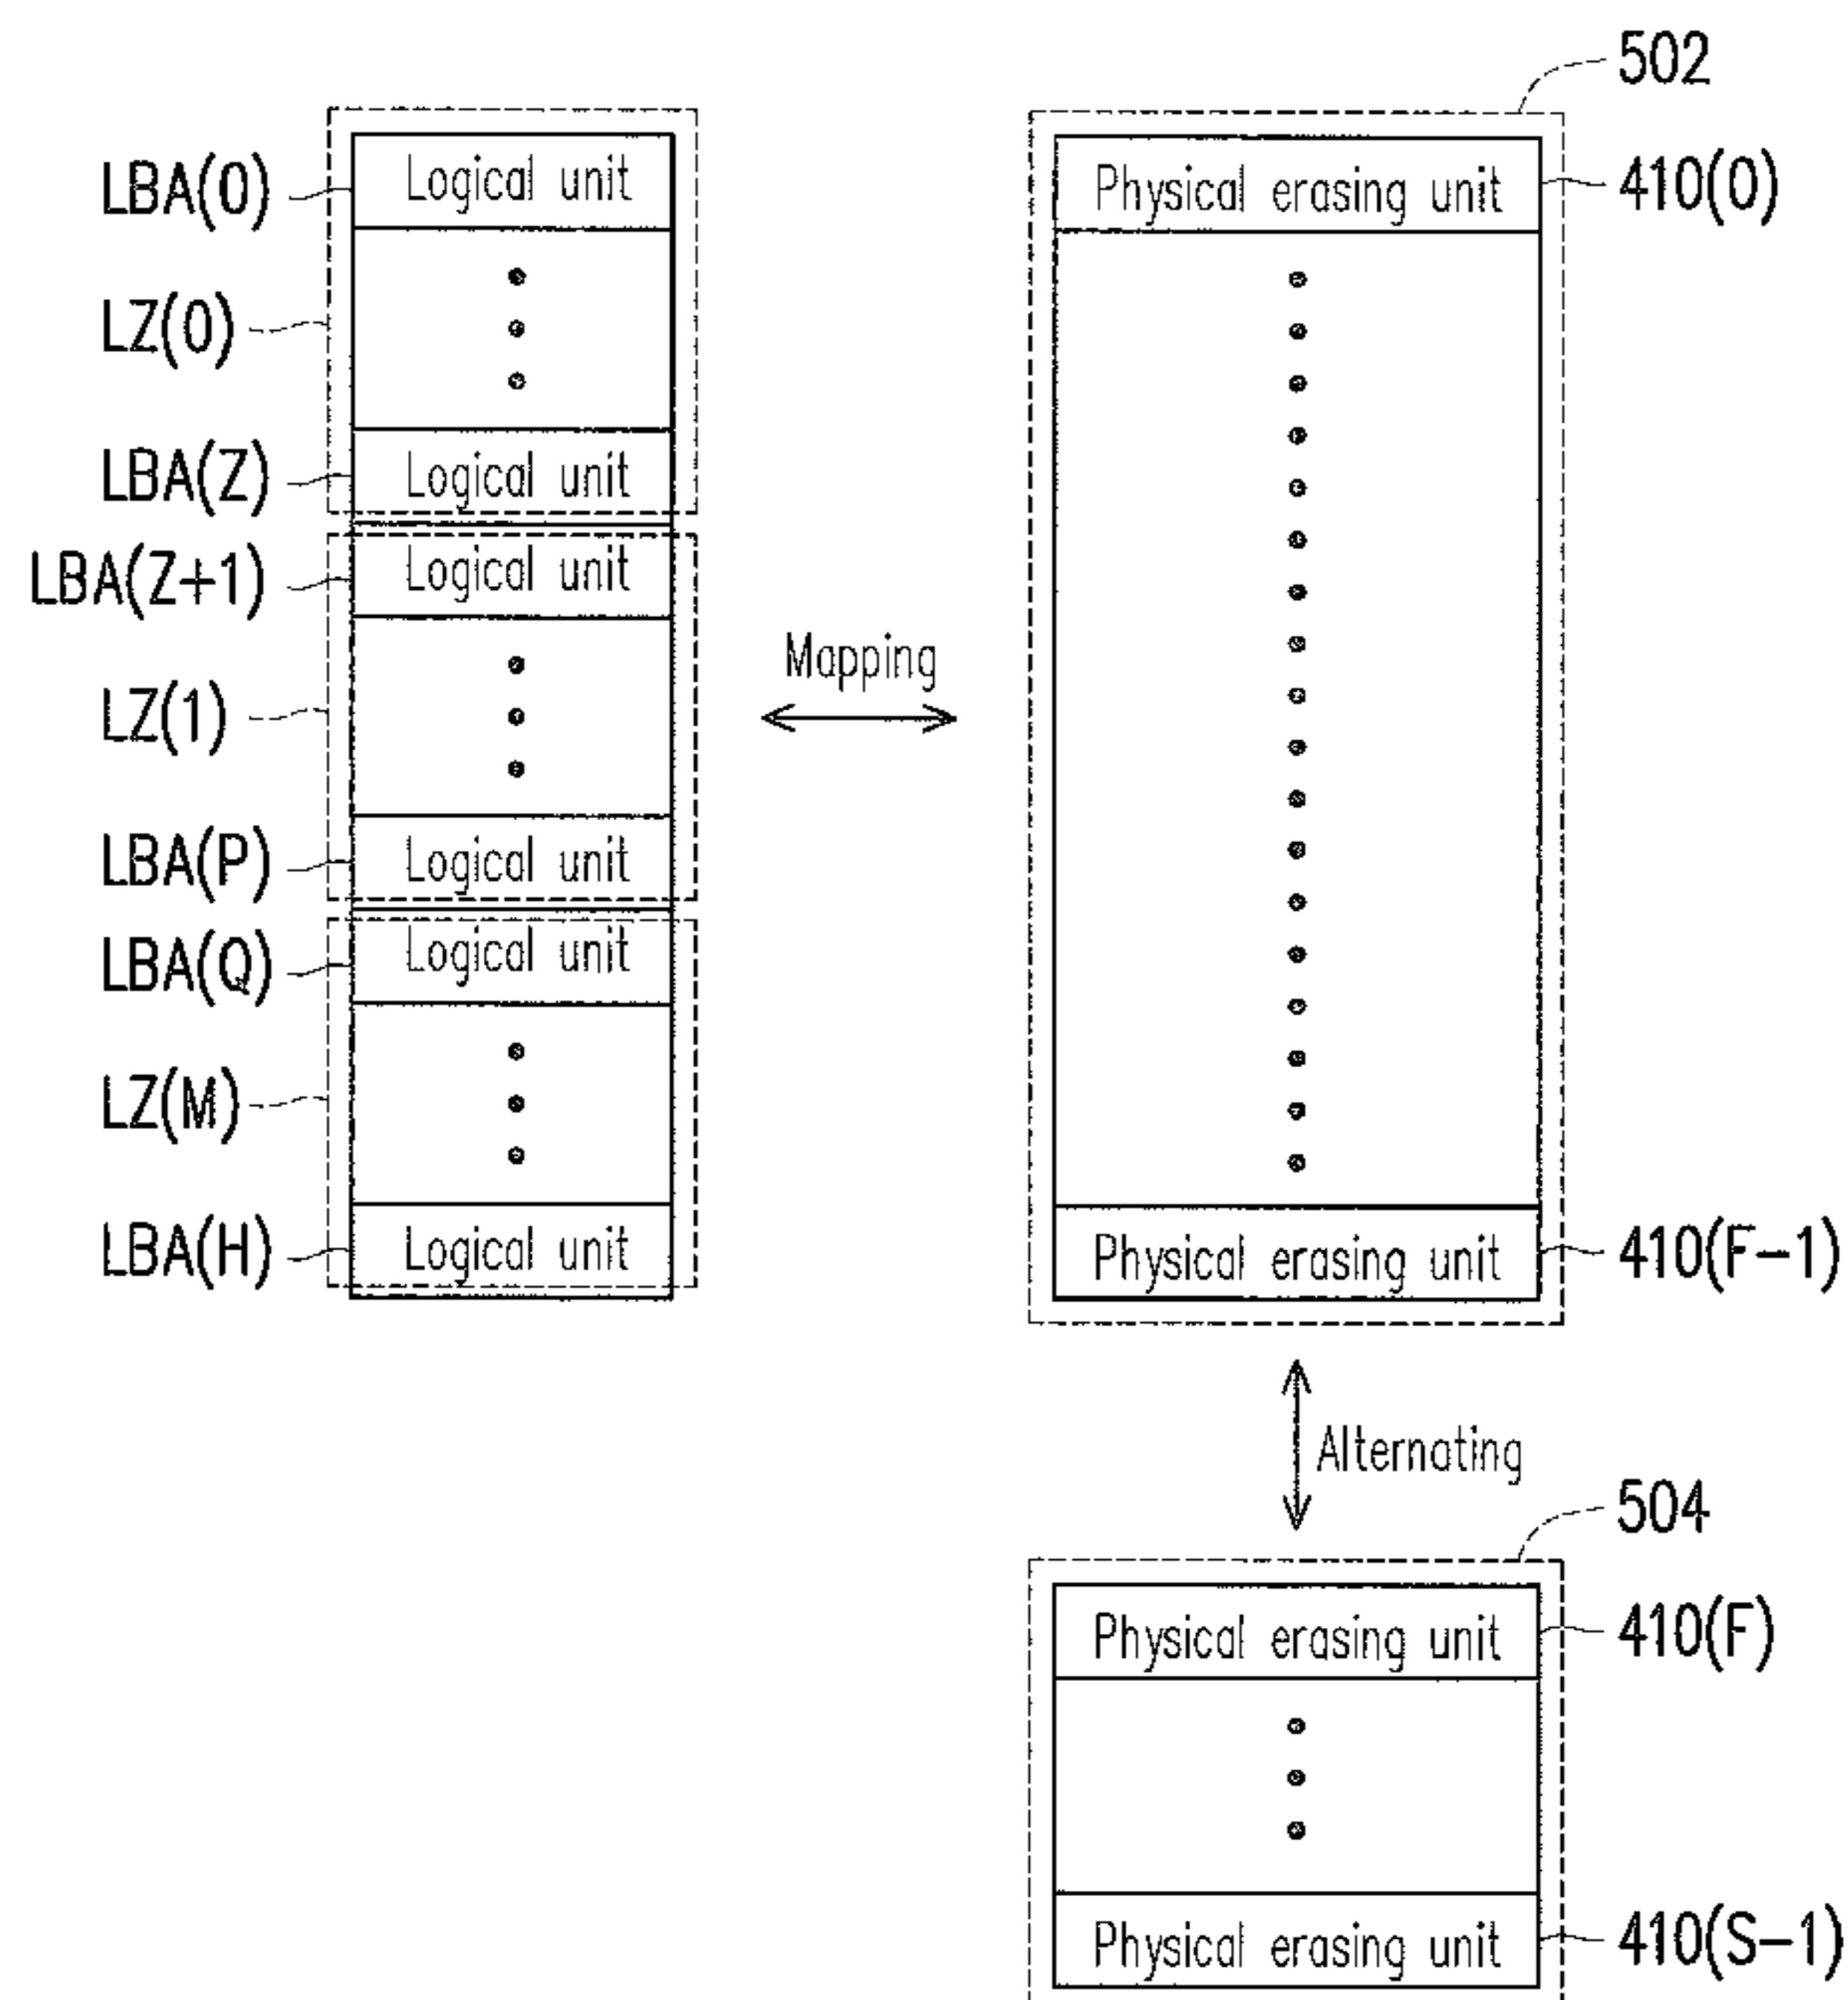 502
LBA(0)
Logical unit
Physical erasing unit
410(0)
LZ(0)
LBA(Z)
Logical unit
LBA(Z+1)
Logical unit
Mapping
LZ(1)
LBA(P)
Logical unit
LBA(Q)
Logical unit
LZ(M)
LBA(H)
Logical unit
Physical erasing unit
410(F-1)
Alternating
504
Physical erasing unit
410(F)
Physical erasing unit
410(S-1)